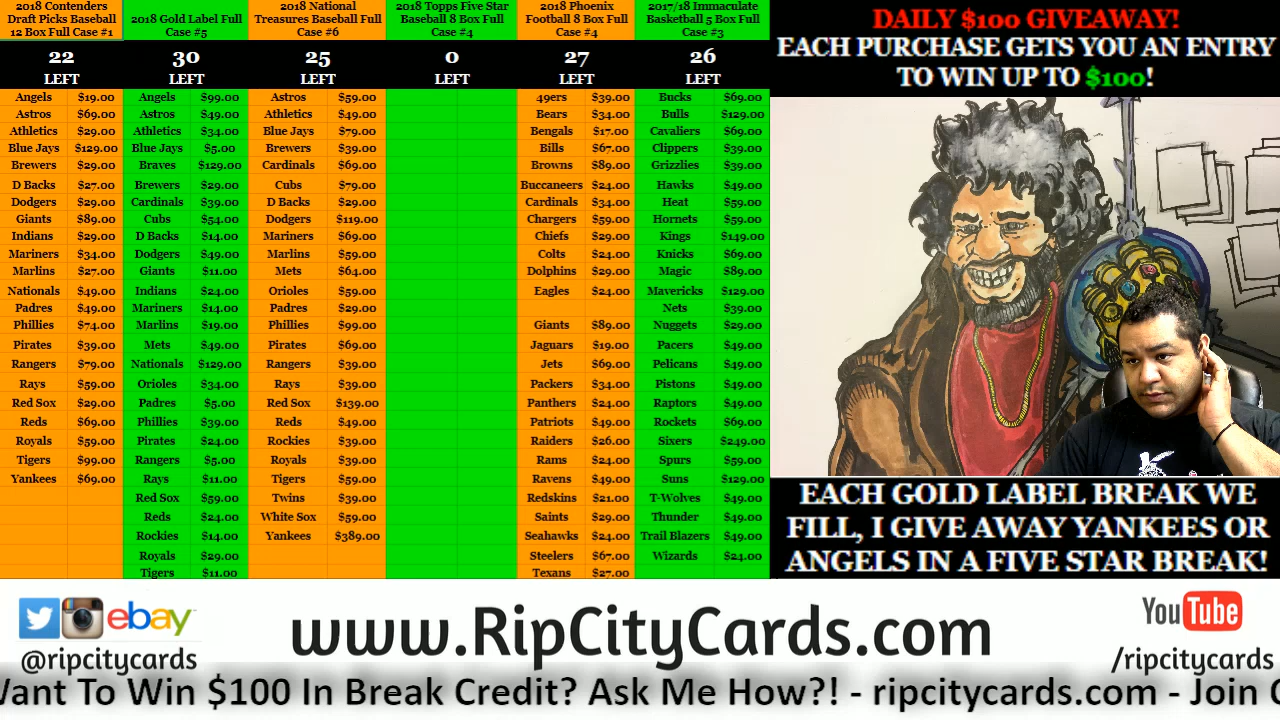 2018 Contenders
Draft Picks Baseball
12 Box Full Case #1
22
LEFT
Angels $19.00
Astros $69.00
Athletics $29.00
Blue Jays $129.00
Brewers $29.00
D Backs $27.00
Dodgers $29.00
Giants $89.00
Indians $29.00
Mariners $34.00
Marlins $27.00
Nationals $49.00
Padres $49.00
Phillies $74.00
Pirates $39.00
Rangers $79.00
Rays $59.00
Red Sox $29.00
Reds $69.00
Royals $59.00
Tigers $99.00
Yankees $69.00
2018 Gold Label Full
Case #5
30
LEFT
Angels $99.00
Astros $49.00
Athletics $34.00
Blue Jays $5.00
Braves $129.00
Brewers $29.00
Cardinals $39.00
Cubs $54.00
D Backs $14.00
Dodgers $49.00
Giants $11.00
Indians $24.00
Mariners $14.00
Marlins $19.00
Mets $49.00
Nationals $129.00
Orioles $34.00
Padres $5.00
Phillies $39.00
Pirates $24.00
Rangers $5.00
Rays $11.00
Red Sox $59.00
Reds $24.00
Rockies $14.00
Royals $29.00
Tigers $11.00
2018 National
Treasures Baseball Full
Case #6
25
LEFT
Astros $59.00
Athletics $49.00
Blue Jays $79.00
Brewers $39.00
Cardinals $69.00
Cubs $79.00
D Backs $29.00
Dodgers $119.00
Mariners $69.00
Marlins $59.00
Mets $64.00
Orioles $59.00
Padres $29.00
Phillies $99.00
Pirates $69.00
Rangers $39.00
Rays $39.00
Red Sox $139.00
Reds $49.00
Rockies $39.00
Royals $39.00
Tigers $59.00
Twins $39.00
White Sox $59.00
Yankees $389.00
2018 Topps Five Star
Baseball 8 Box Full
Case #4
0
LEFT
2018 Phoenix
Football 8 Box Full
Case #4
27
LEFT
49ers $39.00
Bears $34.00
Bengals $17.00
Bills $67.00
Browns $89.00
Buccaneers $24.00
Cardinals $34.00
Chargers $59.00
Chiefs $29.00
Colts $24.00
Dolphins $29.00
Eagles $24.00
Giants $89.00
Jaguars $19.00
Jets $69.00
Packers $34.00
Panthers $24.00
Patriots $49.00
Raiders $26.00
Rams $24.00
Ravens $49.00
Redskins $21.00
Saints $29.00
Seahawks $24.00
Steelers $67.00
Texans $27.00
2017/18 Immaculate
Basketball 5 Box Full
Case #3
26
LEFT
Bucks $69.00
Bulls $129.00
Cavaliers $69.00
Clippers $39.00
Grizzlies $39.00
Hawks $49.00
Heat $59.00
Hornets $59.00
Kings $149.00
Knicks $69.00
Magic $89.00
Mavericks $129.00
Nets $39.00
Nuggets $29.00
Pacers $49.00
Pelicans $49.00
Pistons $49.00
Raptors $49.00
Rockets $69.00
Sixers $249.00
Spurs $59.00
Suns $129.00
T-Wolves $49.00
Thunder $49.00
Trail Blazers $49.00
Wizards $24.00
DAILY $100 GIVEAWAY!
EACH PURCHASE GETS YOU AN ENTRY
TO WIN UP TO $100!
EACH GOLD LABEL BREAK WE
FILL, I GIVE AWAY YANKEES OR
ANGELS IN A FIVE STAR BREAK!
ebay
@ripcitycards
www.RipCityCards.com
YouTube
/ripcitycards
Want To Win $100 In Break Credit? Ask Me How?! - ripcitycards.com - Join